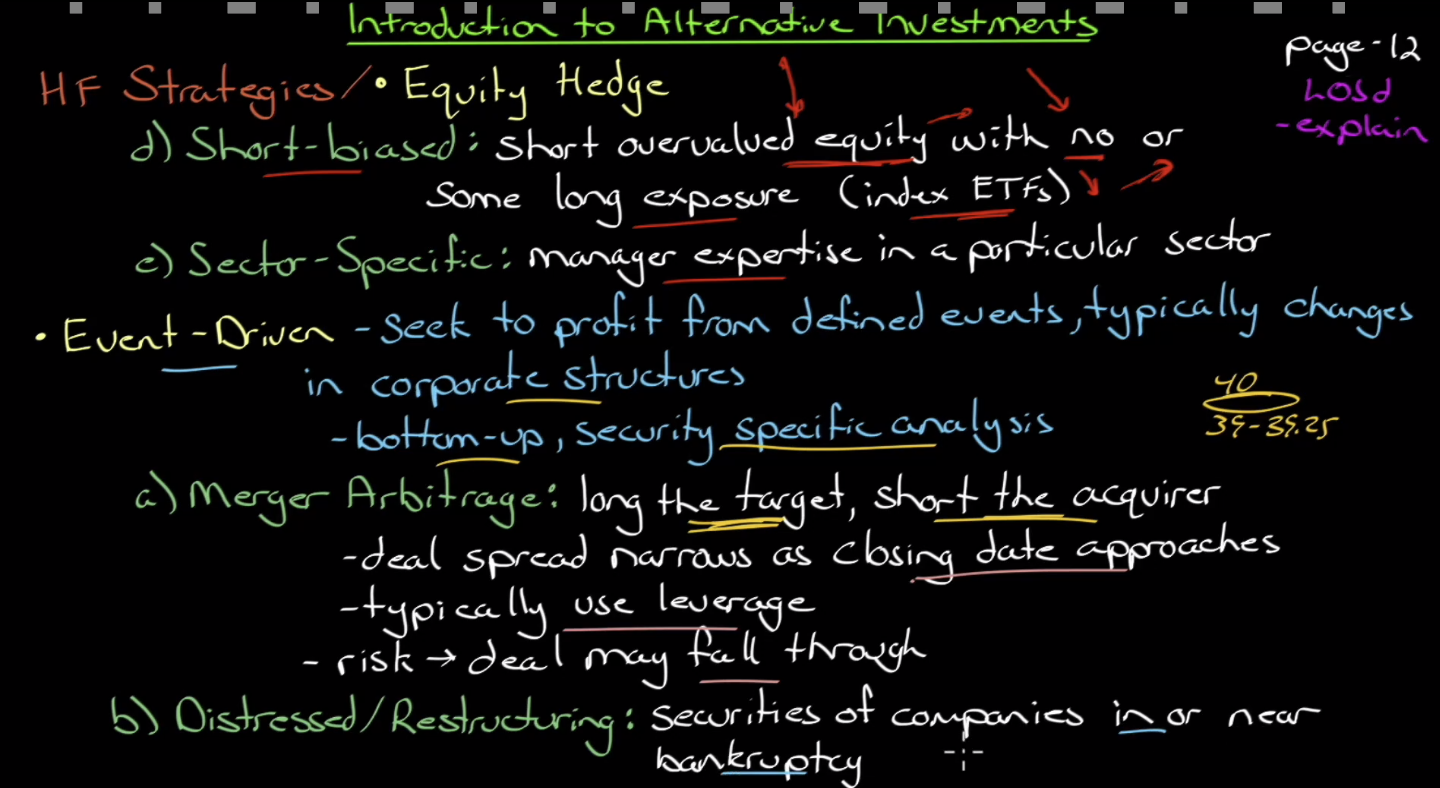 Introduction to Alternative Investments
page-12
LOSd
-explain
HF Strategies/ • Equity Hedge
d) Short-biased: short overvalued equity with no or
some long exposure (index ETFs)
e) Sector-Specific: manager expertise in a particular sector
• Event-Driven - seek to profit from defined events, typically changes
in corporate structures
- bottom-up, security specific analysis
40
39-39.25
a) Merger Arbitrage: long the target, short the acquirer
- deal spread narrows as closing date approaches
- typically use leverage
- risk → deal may fall through
b) Distressed/Restructuring: securities of companies in or near
bankruptcy